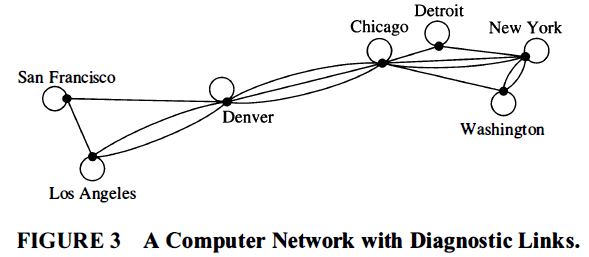 Detroit
Chicago
New York
San Francisco
Denver
Washington
Los Angeles
FIGURE 3 A Computer Network with Diagnostic Links.